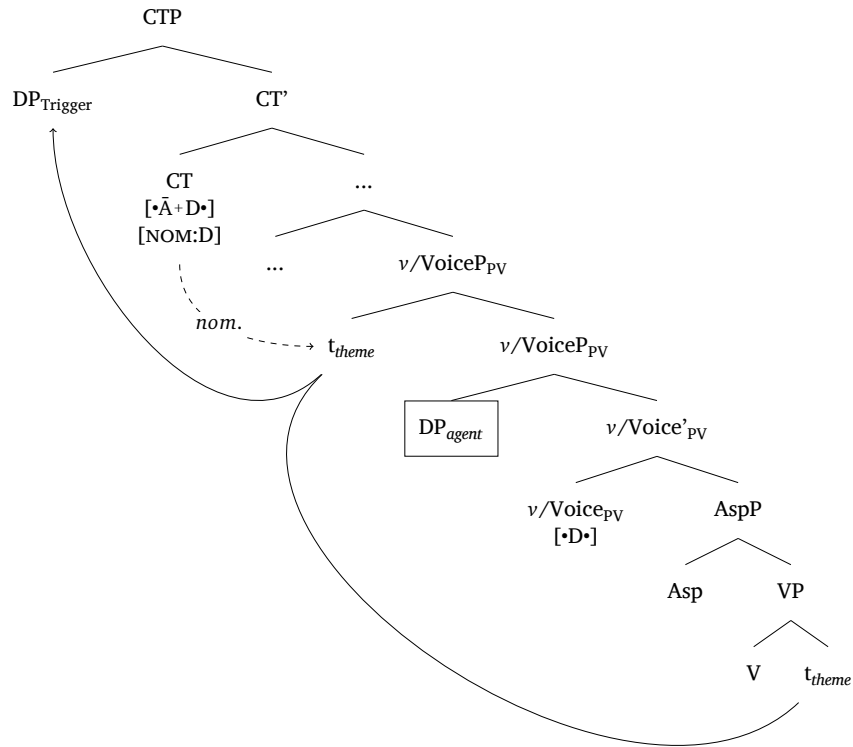 CTP
DP_Trigger CT’
CT ...
[•Ā+D•]
[NOM:D] ... v/VoiceP_PV
nom. t_theme v/VoiceP_PV
DP_agent v/Voice’_PV
v/Voice_PV AspP
[•D•]
Asp VP
V t_theme